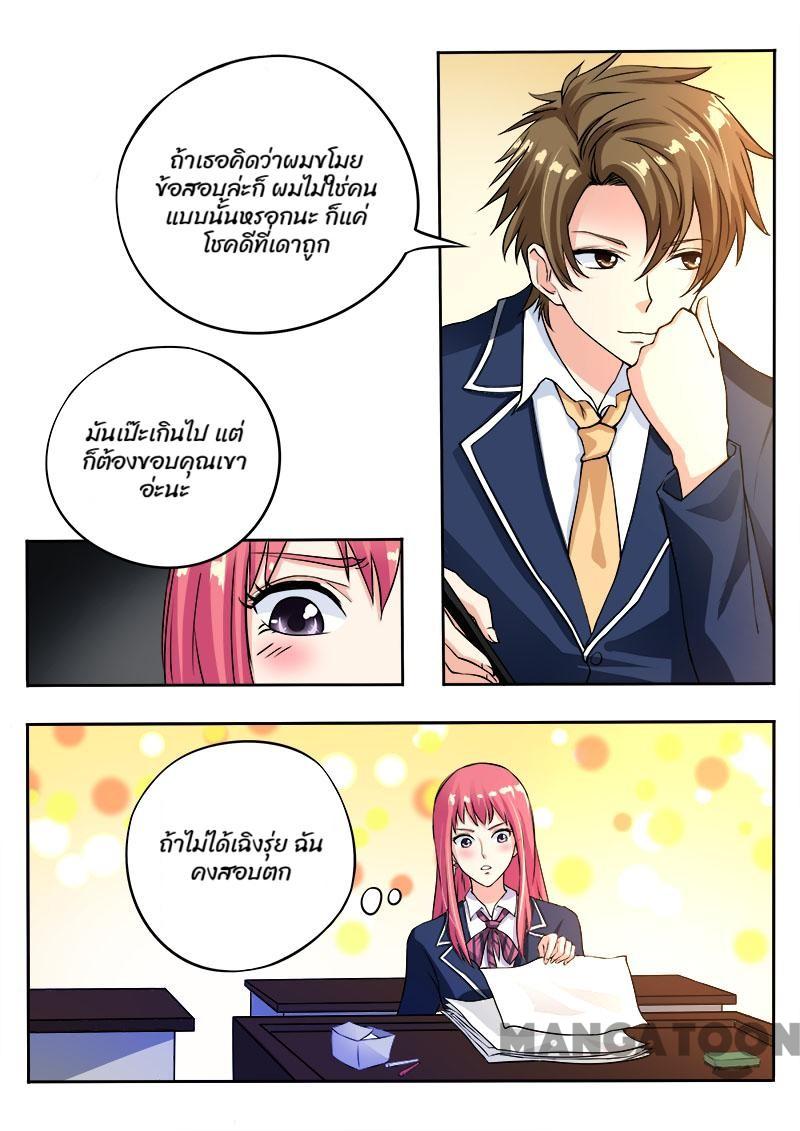 ถ้าเธอคิดว่าผมขโมย
ข้อสอบล่ะก็ ผมไม่ใช่คน
แบบนั้นหรอกนะ ก็แค่
โชคดีที่เดาถูก
มันเป๊ะเกินไป แต่
ก็ต้องขอบคุณเขา
อ่ะนะ
ถ้าไม่ได้เฉิงรุ่ย ฉัน
คงสอบตก
MANGATOON